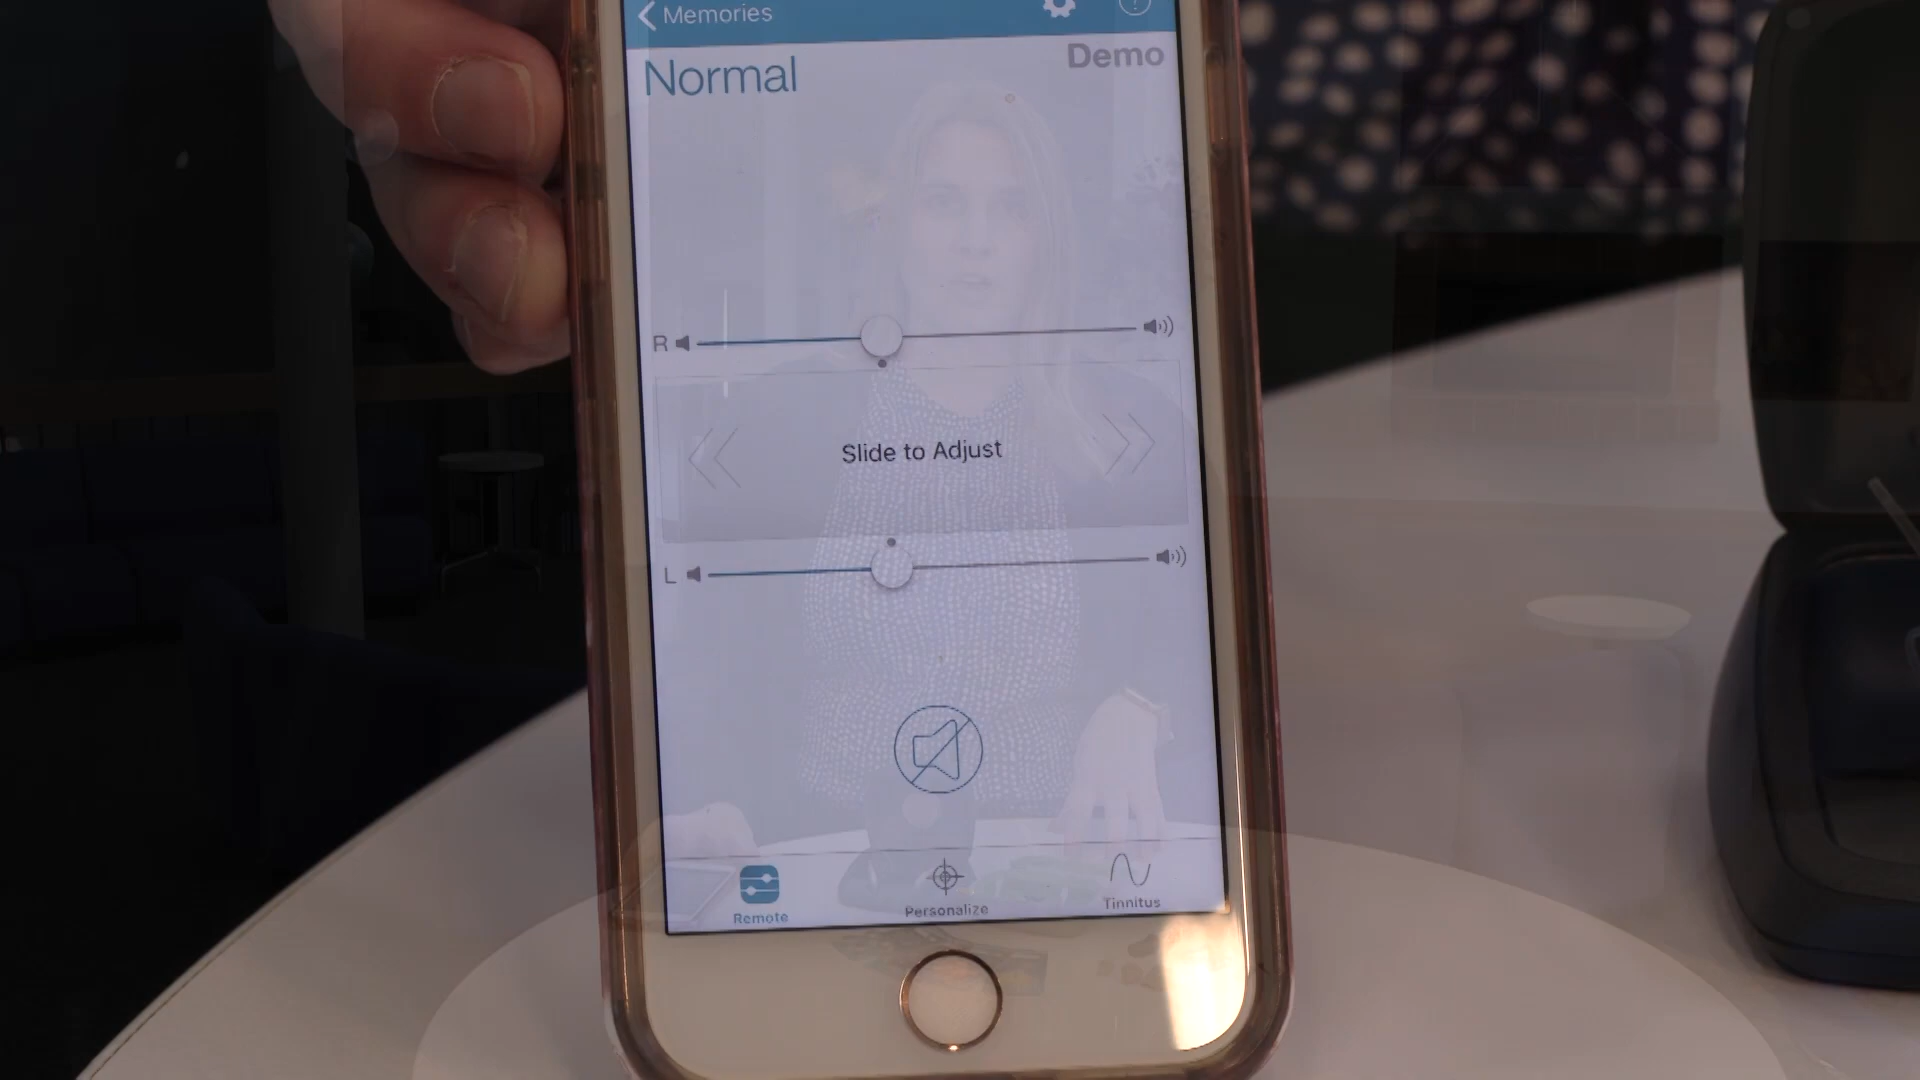 Memories
Demo
Normal
R
Slide to Adjust
L
Remote
Personalize
Tinnitus